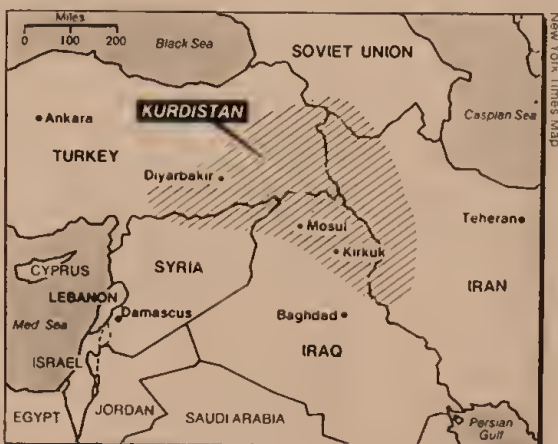 Miles
0 100 200
Black Sea
SOVIET UNION
Caspian Sea
New York Times Map
KURDISTAN
Ankara
TURKEY
Diyarbakir
Teheran
Mosul
Kirkuk
CYPRUS
SYRIA
IRAN
LEBANON
Damascus
Med Sea
Baghdad
IRAQ
ISRAEL
EGYPT
JORDAN
SAUDI ARABIA
Persian
Gulf